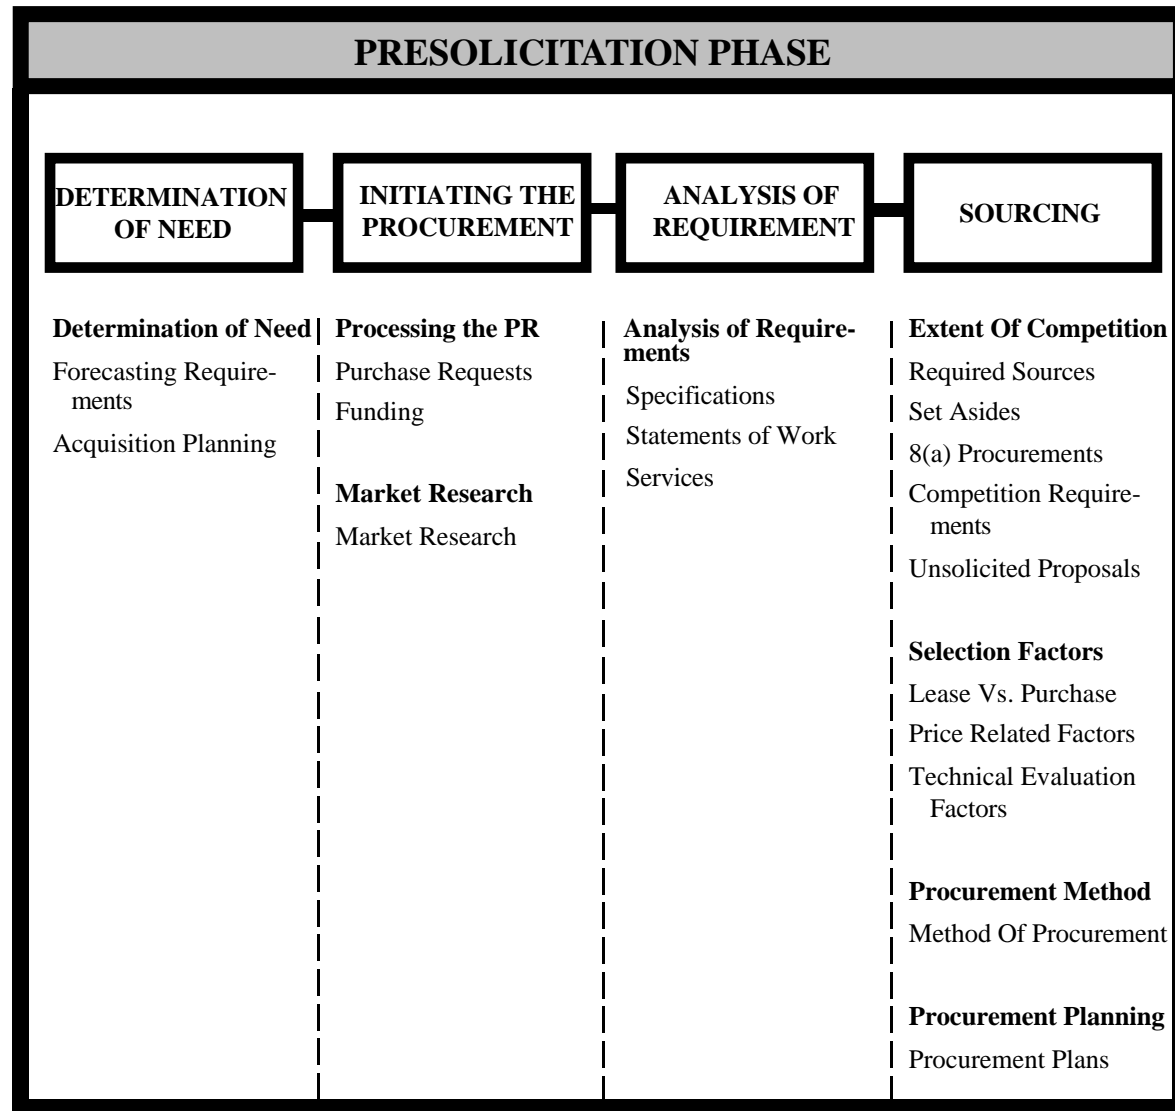 PRESOLICITATION PHASE
DETERMINATION
OF NEED
INITIATING THE
PROCUREMENT
ANALYSIS OF
REQUIREMENT
SOURCING
Determination of Need
Forecasting Require-
ments
Acquisition Planning
Processing the PR
Purchase Requests
Funding
Market Research
Market Research
Analysis of Require-
ments
Specifications
Statements of Work
Services
Extent Of Competition
Required Sources
Set Asides
8(a) Procurements
Competition Require-
ments
Unsolicited Proposals
Selection Factors
Lease Vs. Purchase
Price Related Factors
Technical Evaluation
Factors
Procurement Method
Method Of Procurement
Procurement Planning
Procurement Plans